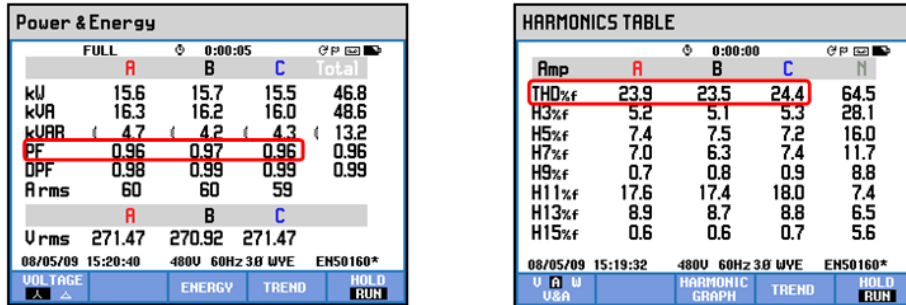 Power & Energy
FULL 0:00:05
A B C Total
kW 15.6 15.7 15.5 46.8
kVA 16.3 16.2 16.0 48.6
kVAR ( 4.7 ( 4.2 ( 4.3 ( 13.2
PF 0.96 0.97 0.96 0.96
DPF 0.98 0.99 0.99 0.99
A rms 60 60 59
A B C
V rms 271.47 270.92 271.47
08/05/09 15:20:40 480V 60Hz 3Ø WYE EN50160*
VOLTAGE ENERGY TREND HOLD
RUN
HARMONICS TABLE
0:00:00
Amp A B C N
THD%f 23.9 23.5 24.4 64.5
H3%f 5.2 5.1 5.3 28.1
H5%f 7.4 7.5 7.2 16.0
H7%f 7.0 6.3 7.4 11.7
H9%f 0.7 0.8 0.9 8.8
H11%f 17.6 17.4 18.0 7.4
H13%f 8.9 8.7 8.8 6.5
H15%f 0.6 0.6 0.7 5.6
08/05/09 15:19:32 480V 60Hz 3Ø WYE EN50160*
V A W HARMONIC TREND HOLD
V&A GRAPH RUN